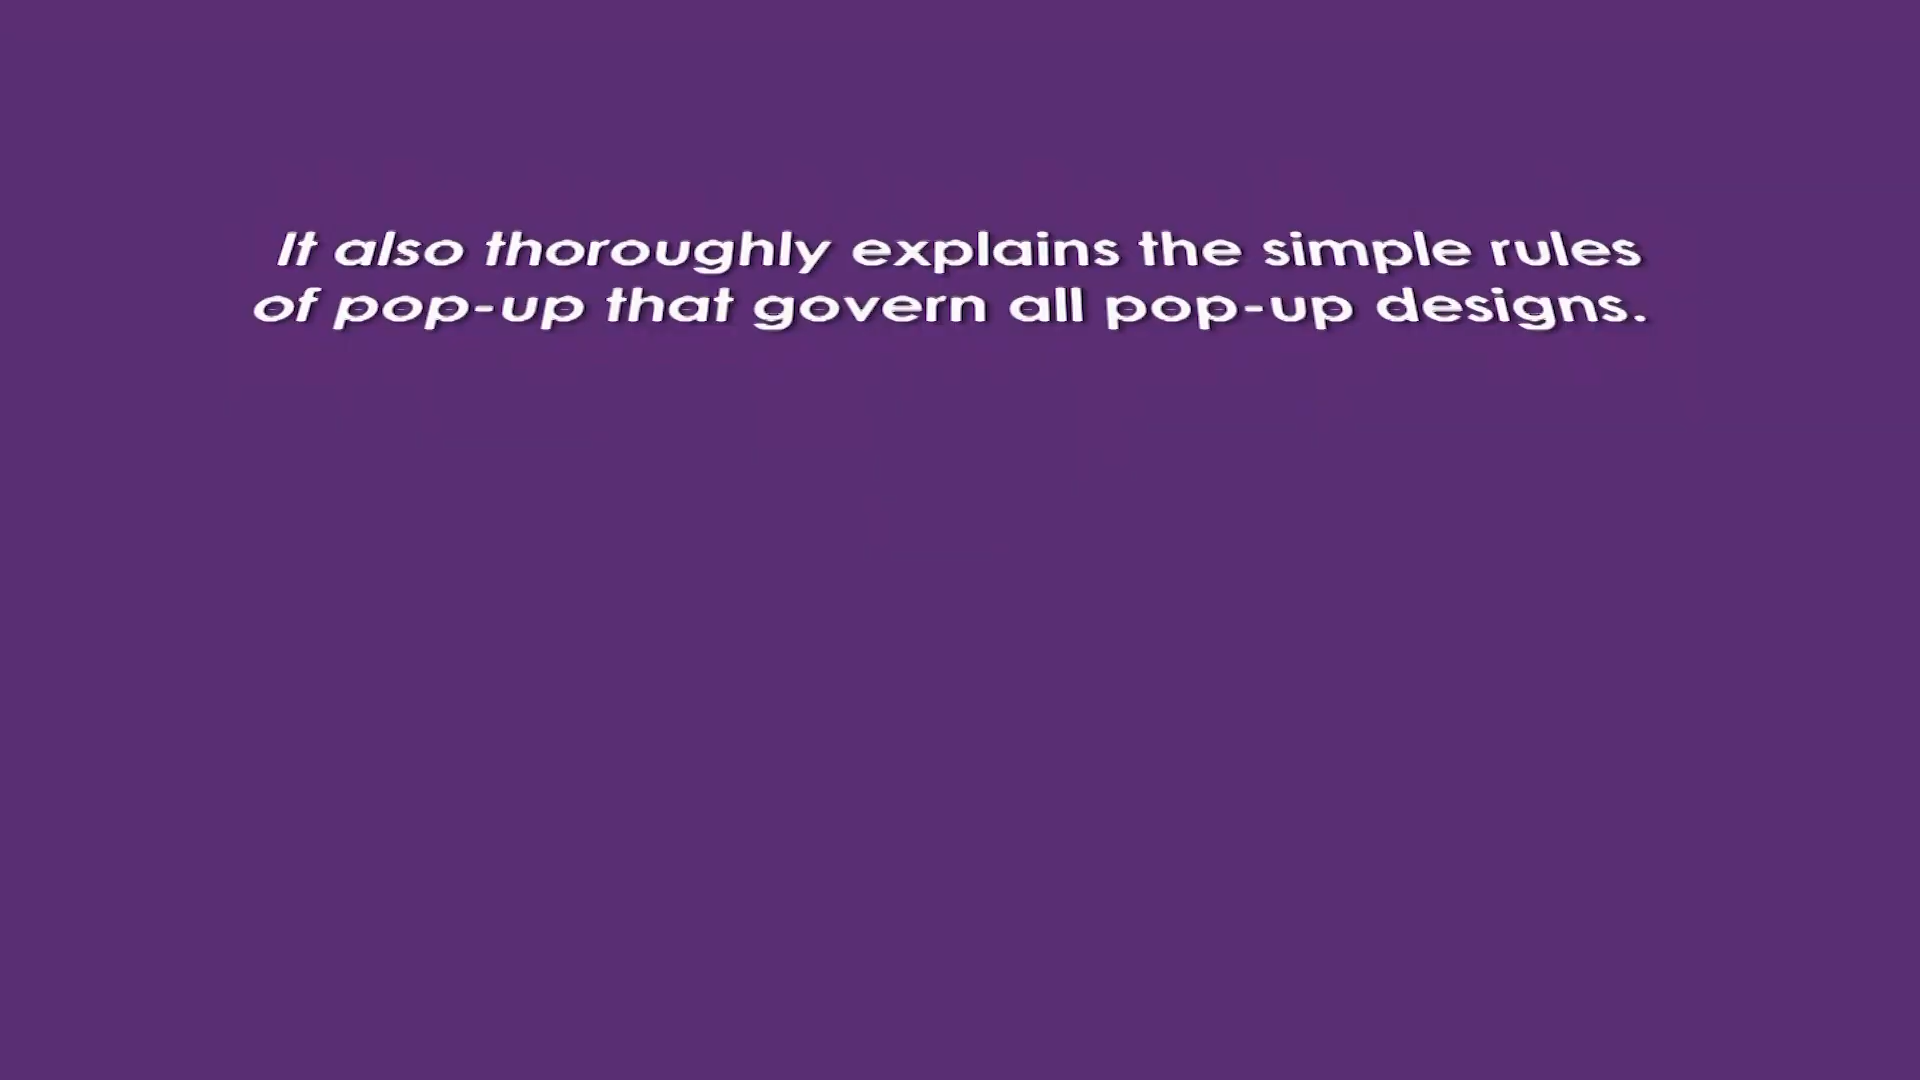 It also thoroughly explains the simple rules
of pop-up that govern all pop-up designs.